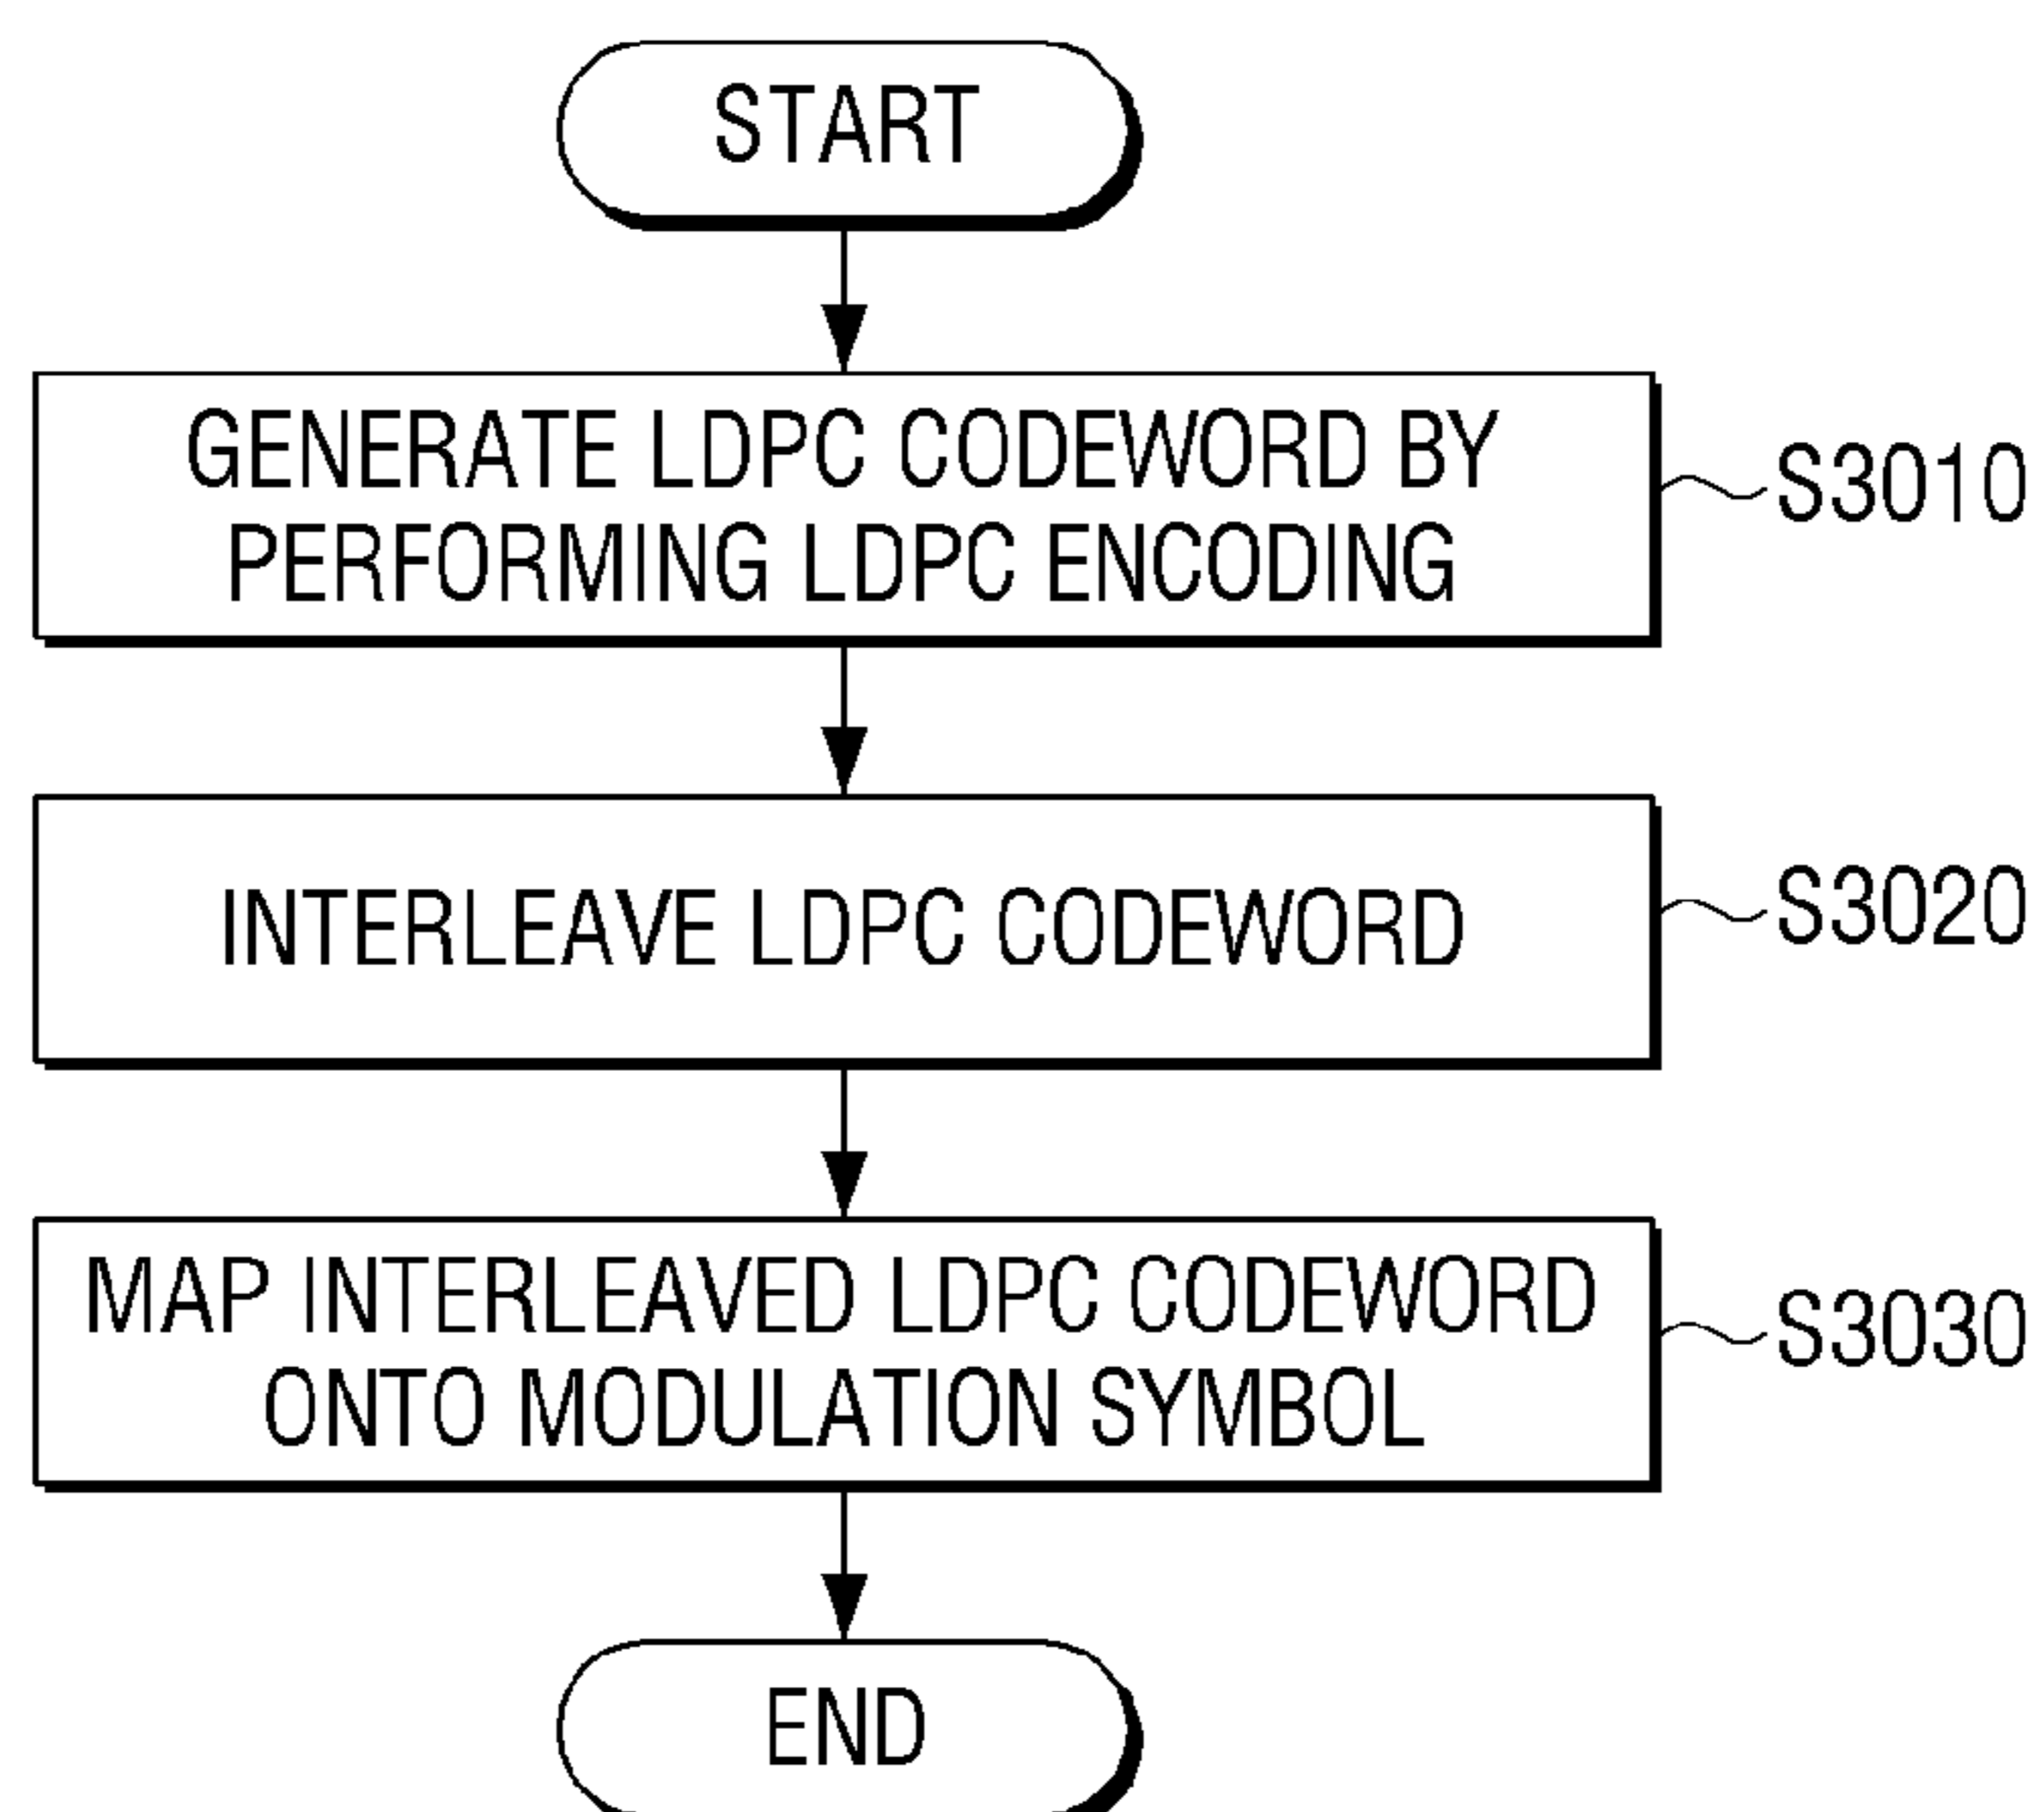 START
GENERATE LDPC CODEWORD BY
PERFORMING LDPC ENCODING
S3010
INTERLEAVE LDPC CODEWORD
S3020
MAP INTERLEAVED LDPC CODEWORD
ONTO MODULATION SYMBOL
S3030
END